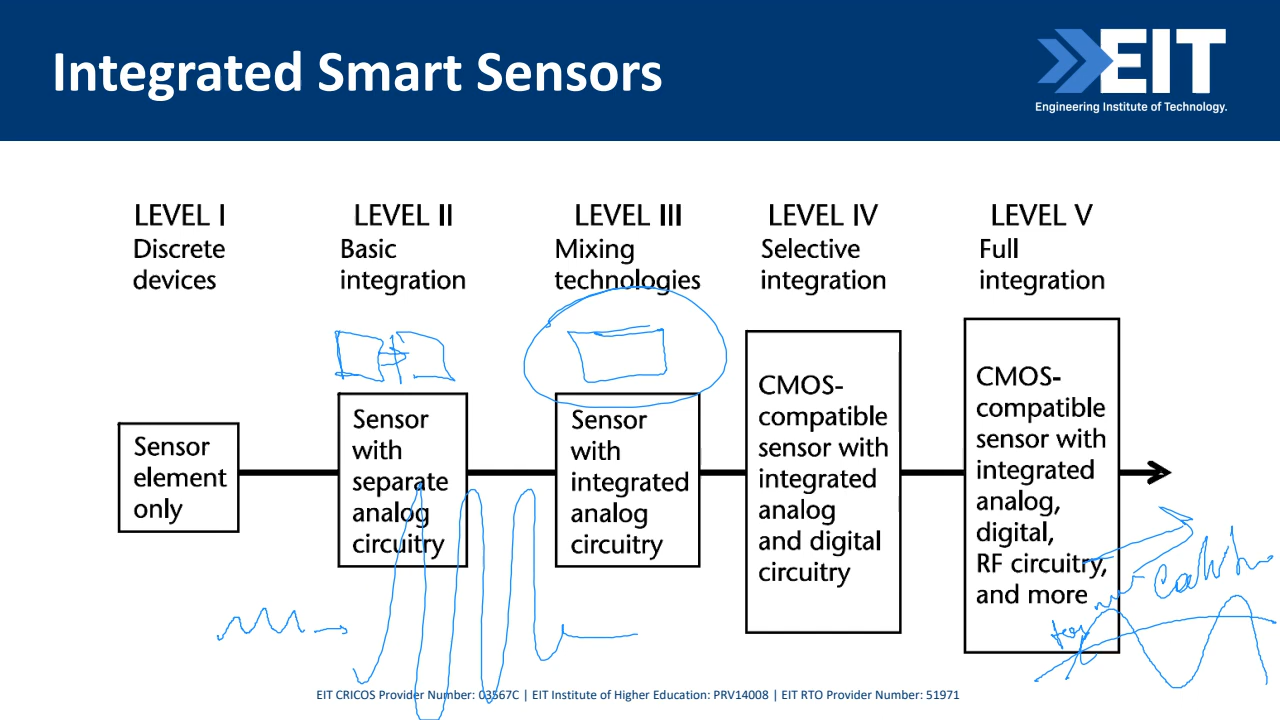 Integrated Smart Sensors
EIT
Engineering Institute of Technology.
LEVEL I
Discrete
devices
LEVEL II
Basic
integration
LEVEL III
Mixing
technologies
LEVEL IV
Selective
integration
LEVEL V
Full
integration
Sensor
element
only
Sensor
with
separate
analog
circuitry
Sensor
with
integrated
analog
circuitry
CMOS-
compatible
sensor with
integrated
analog
and digital
circuitry
CMOS-
compatible
sensor with
integrated
analog,
digital,
RF circuitry,
and more
EIT CRICOS Provider Number: 03567C | EIT Institute of Higher Education: PRV14008 | EIT RTO Provider Number: 51971